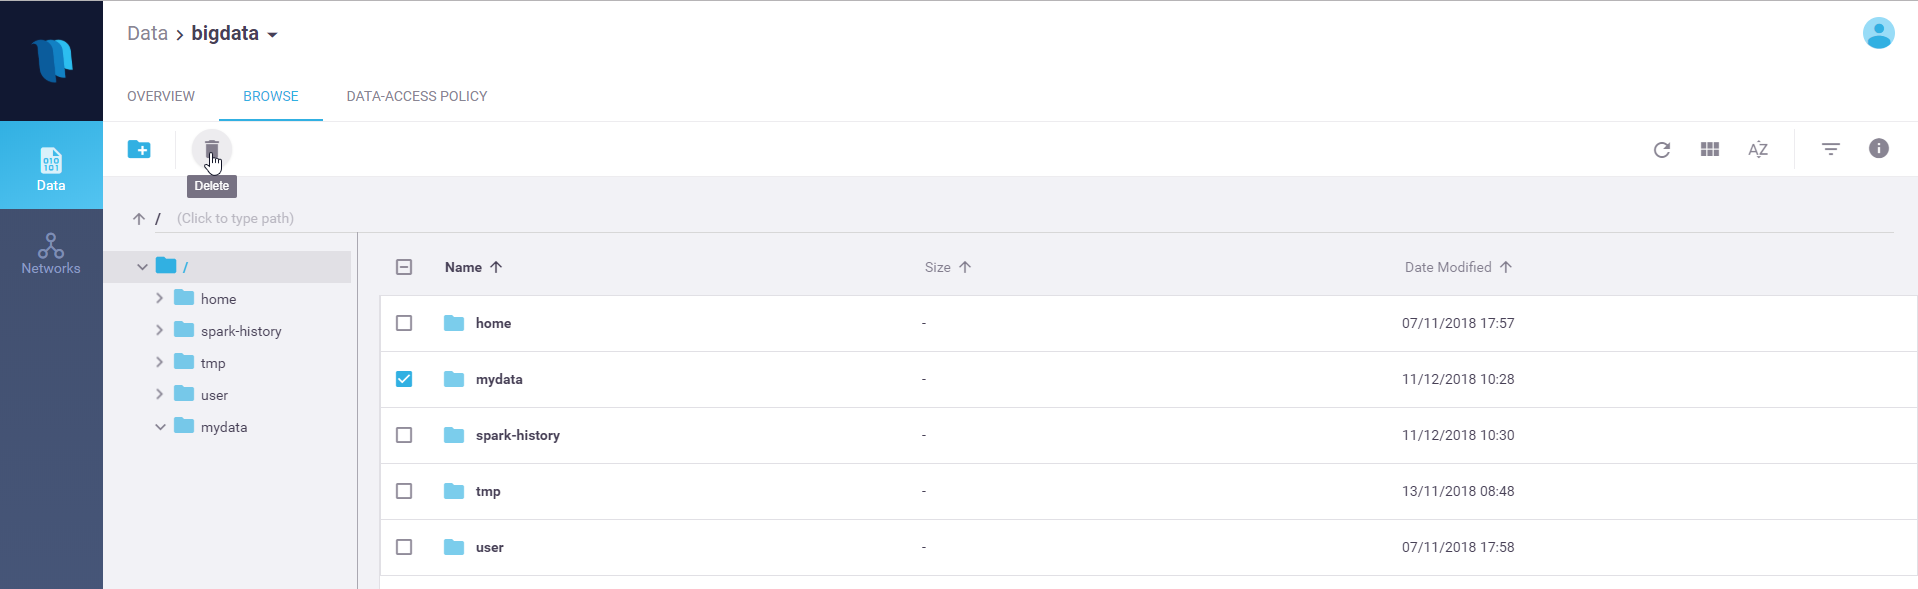 Data > bigdata
OVERVIEW BROWSE DATA-ACCESS POLICY
AZ
Delete
/ (Click to type path)
010
101
Data
Networks
/
home
spark-history
tmp
user
mydata
Name Size Date Modified
home - 07/11/2018 17:57
mydata - 11/12/2018 10:28
spark-history - 11/12/2018 10:30
tmp - 13/11/2018 08:48
user - 07/11/2018 17:58